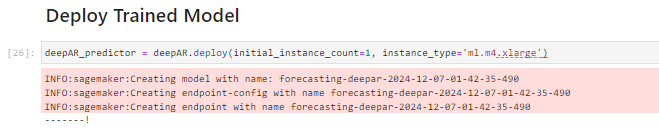 Deploy Trained Model
[26]: deepAR_predictor = deepAR.deploy(initial_instance_count=1, instance_type='ml.m4.xlarge')
INFO:sagemaker:Creating model with name: forecasting-deepar-2024-12-07-01-42-35-490
INFO:sagemaker:Creating endpoint-config with name forecasting-deepar-2024-12-07-01-42-35-490
INFO:sagemaker:Creating endpoint with name forecasting-deepar-2024-12-07-01-42-35-490
-------!